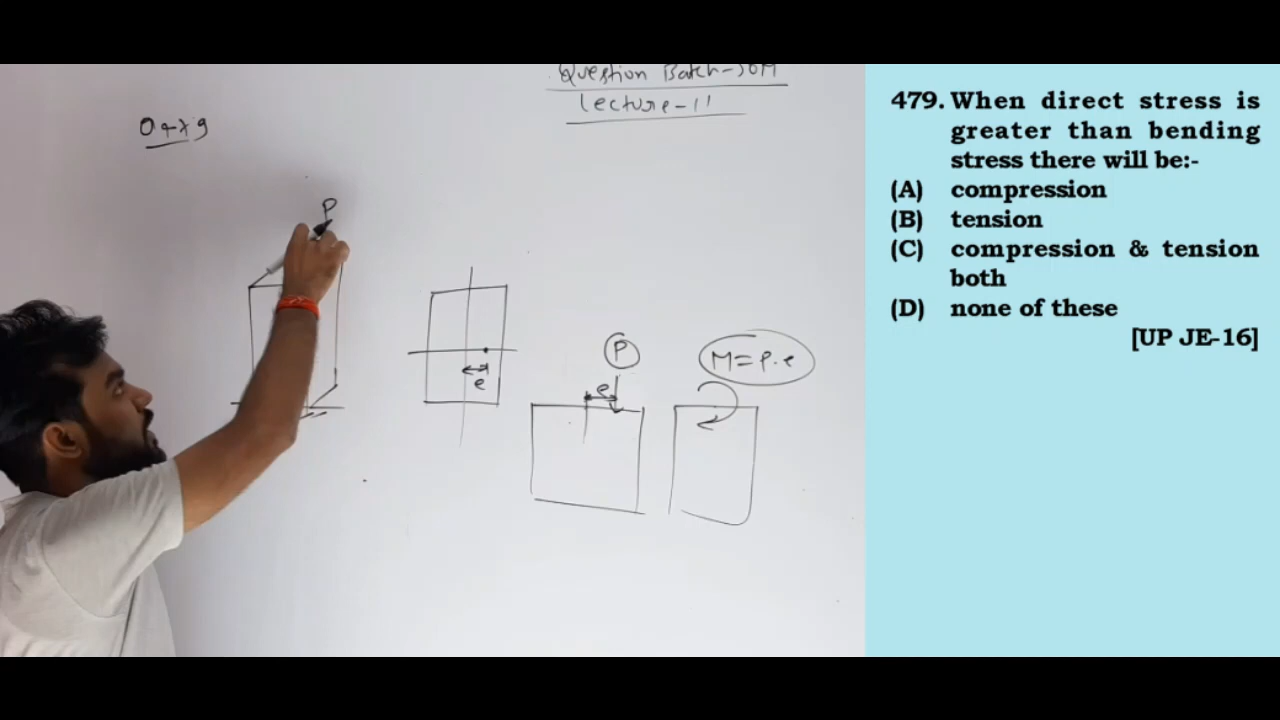 Question Batch-SOM
Lecture-11
Q479
P
e
P
e
M=P.e
479. When direct stress is
greater than bending
stress there will be:-
(A) compression
(B) tension
(C) compression & tension
both
(D) none of these
[UP JE-16]